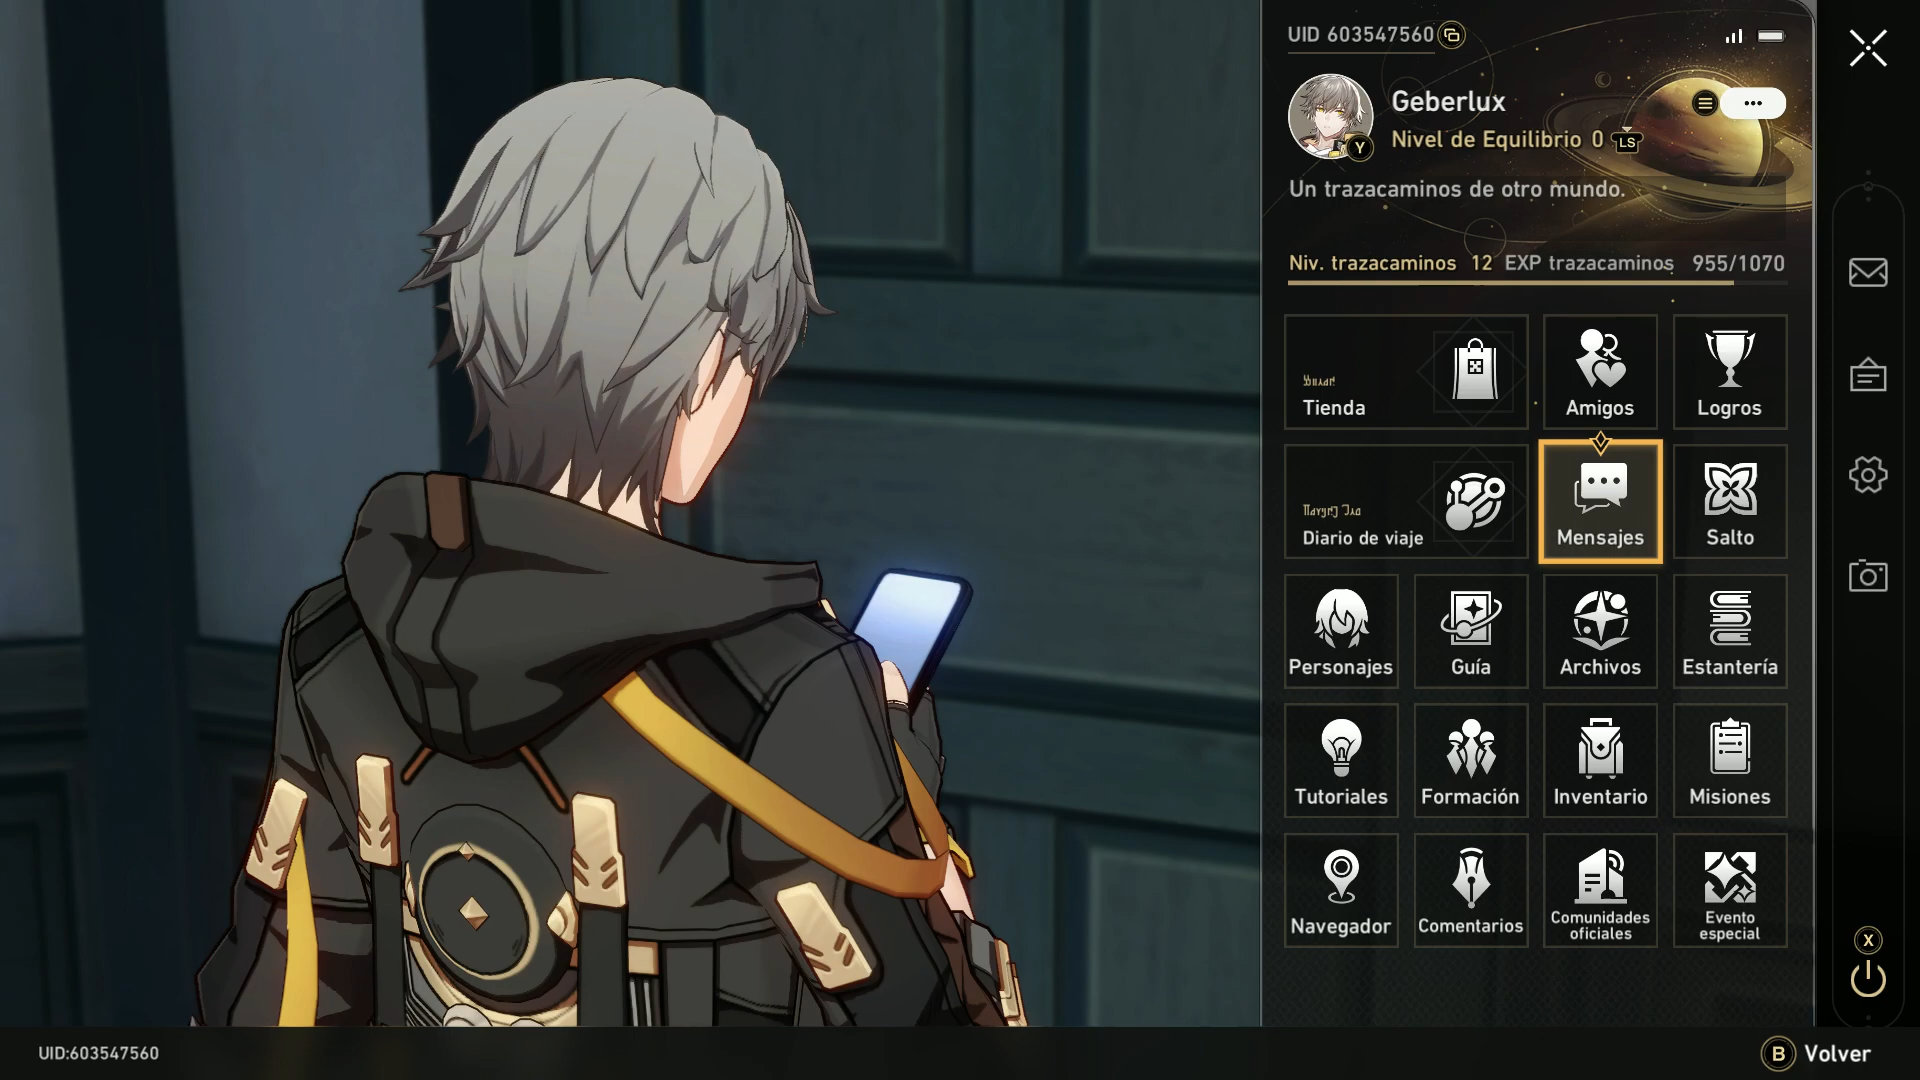 UID 603547560
Geberlux
Y
Nivel de Equilibrio 0 LS
Un trazacaminos de otro mundo.
Niv. trazacaminos 12 EXP trazacaminos 955/1070
Tienda
Amigos
Logros
Diario de viaje
Mensajes
Salto
Personajes
Guía
Archivos
Estantería
Tutoriales
Formación
Inventario
Misiones
Navegador
Comentarios
Comunidades
oficiales
Evento
especial
X
UID:603547560
B Volver